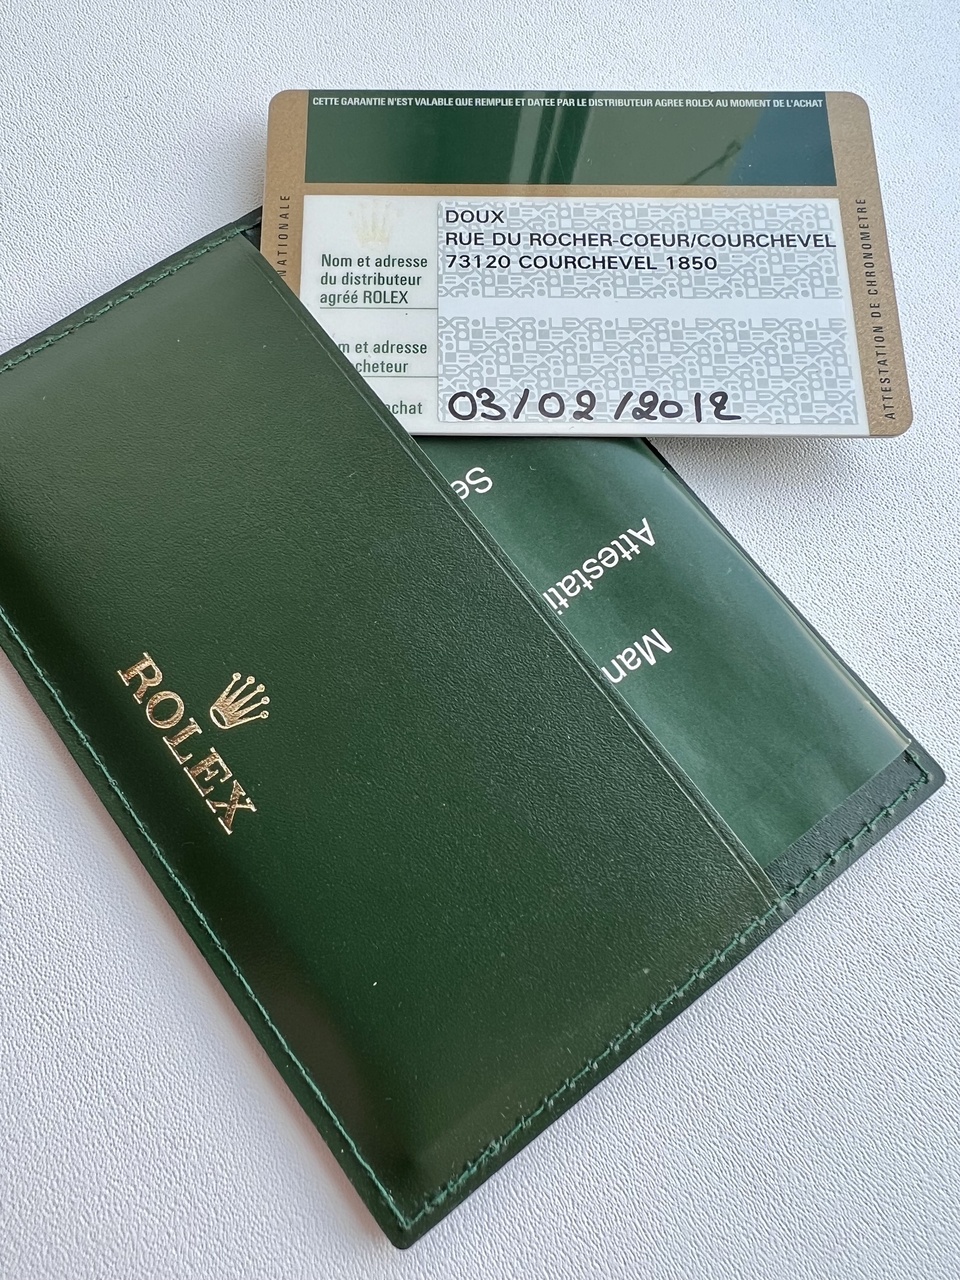 CETTE GARANTIE N'EST VALABLE QUE REMPLIE ET DATEE PAR LE DISTRIBUTEUR AGREE ROLEX AU MOMENT DE L'ACHAT
NATIONALE
DOUX
RUE DU ROCHER-COEUR/COURCHEVEL
73120 COURCHEVEL 1850
Nom et adresse
du distributeur
agréé ROLEX
m et adresse
cheteur
achat
03/02/2012
ATTESTATION DE CHRONOMETRE
Se
Attestati
Man
ROLEX